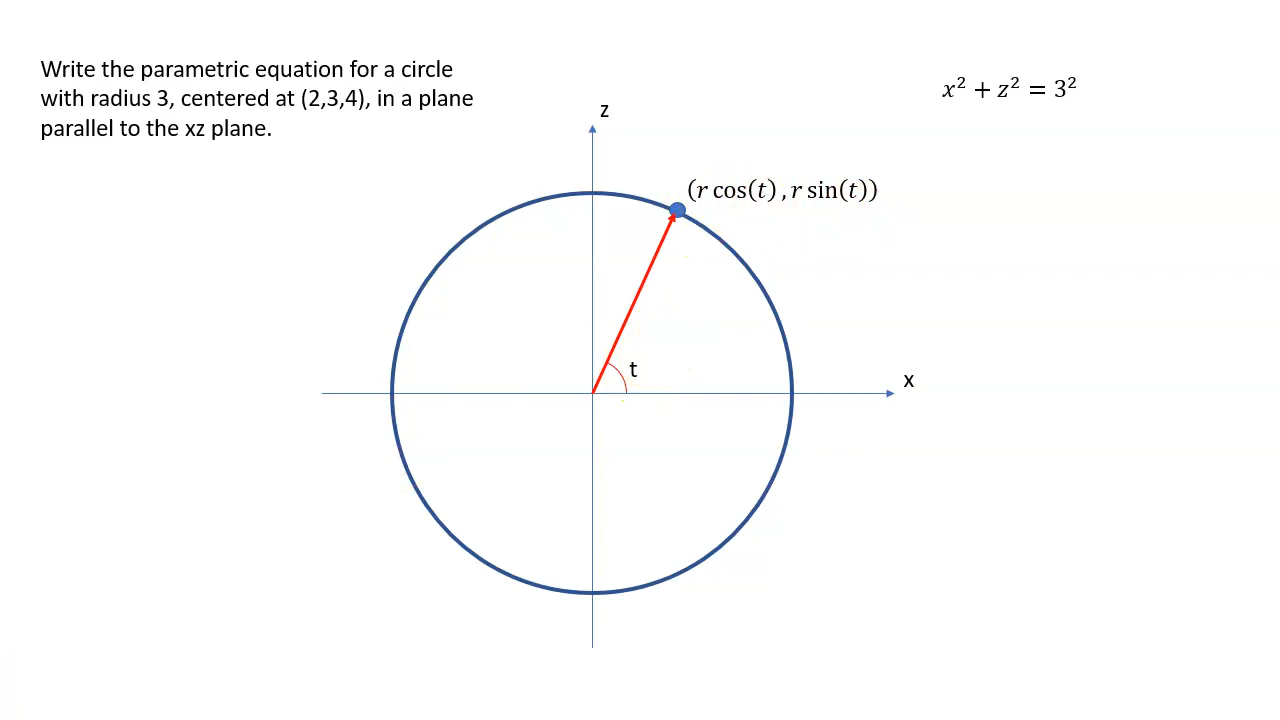 Write the parametric equation for a circle
with radius 3, centered at (2,3,4), in a plane
parallel to the xz plane.
x² + z² = 3²
z
(r cos(t) , r sin(t))
t
x